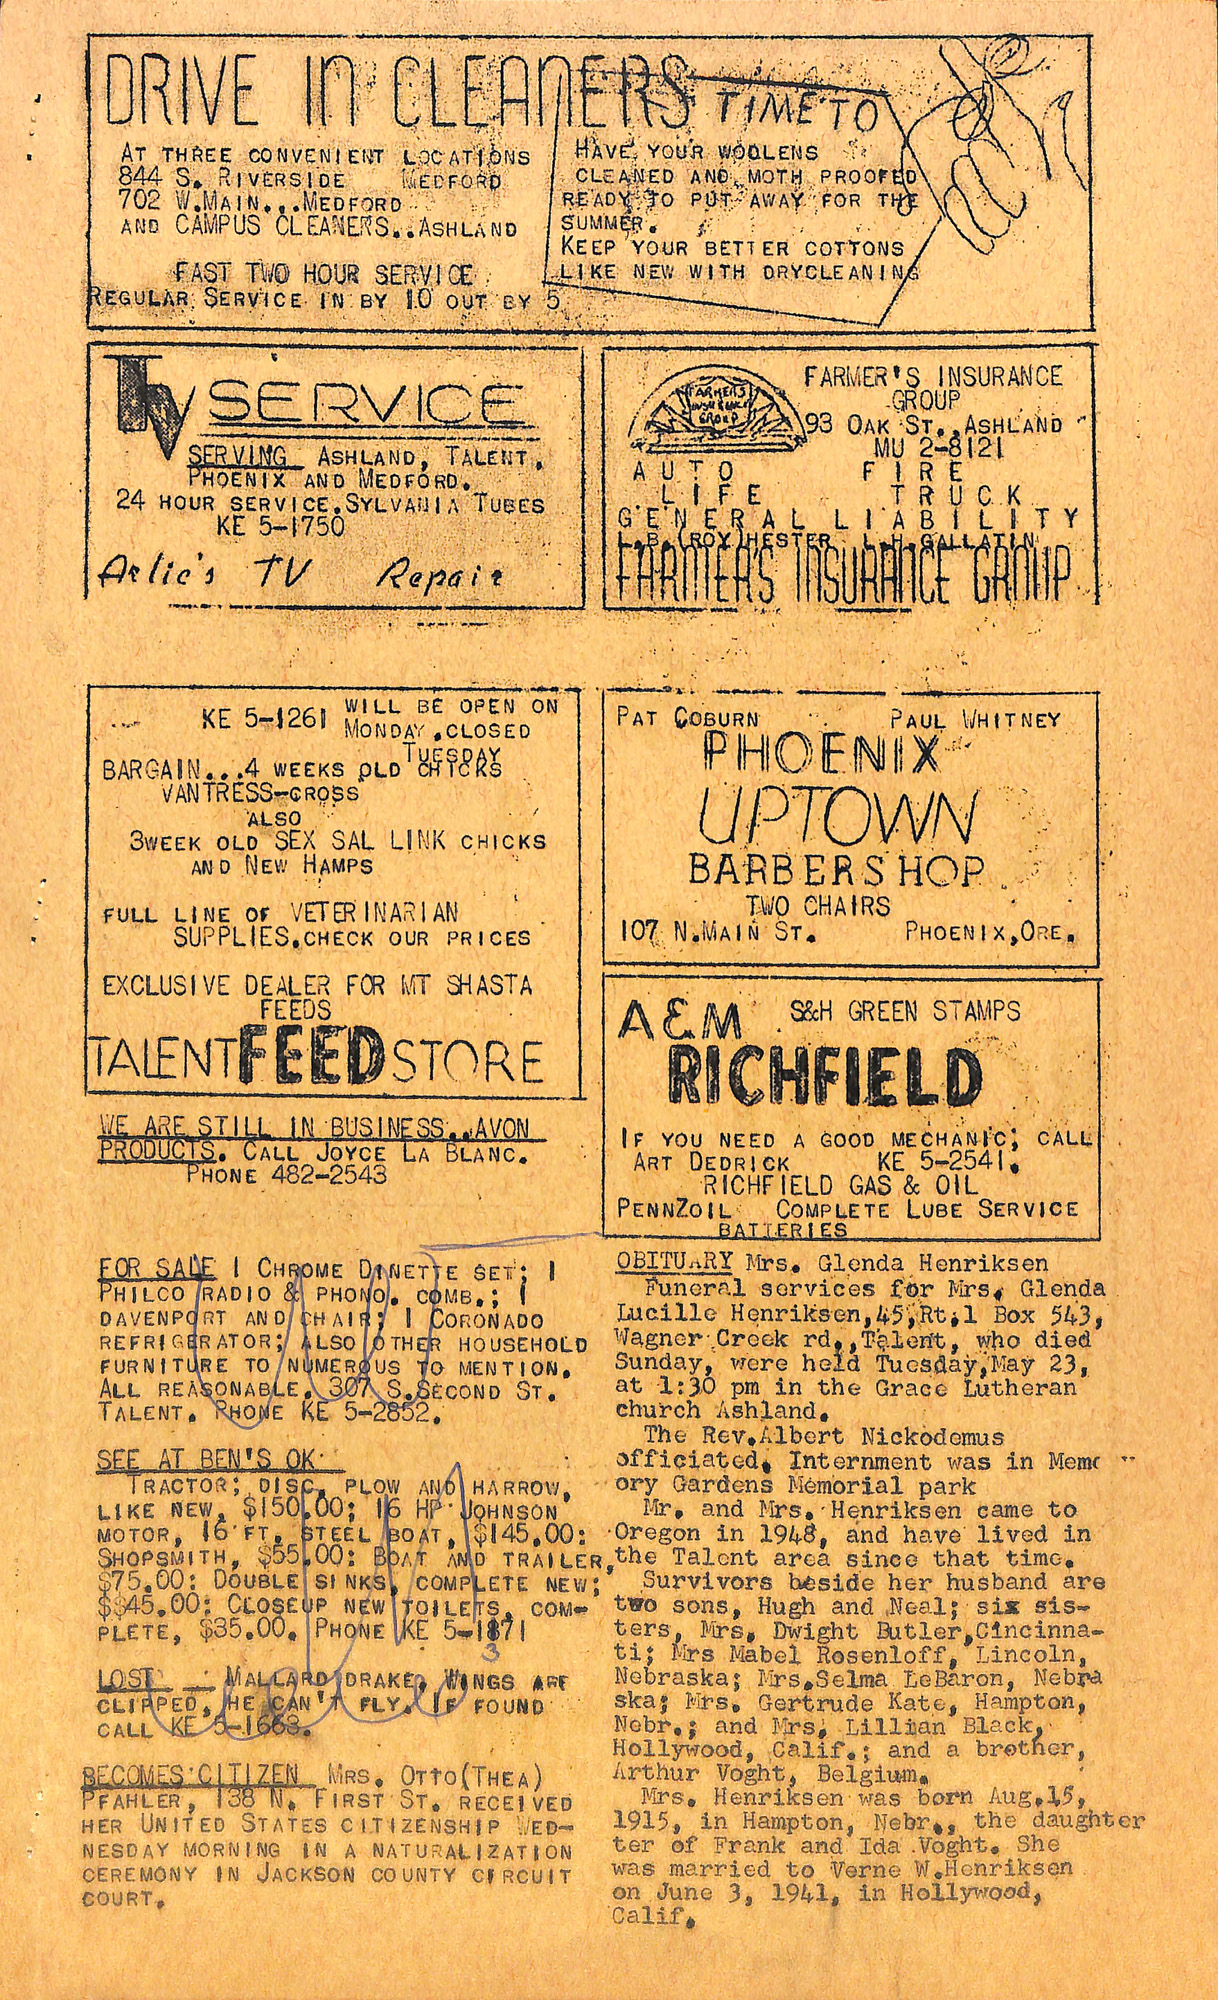 DRIVE IN CLEANERS
AT THREE CONVENIENT LOCATIONS
844 S. RIVERSIDE MEDFORD
702 W.MAIN...MEDFORD
AND CAMPUS CLEANERS..ASHLAND
FAST TWO HOUR SERVICE
REGULAR SERVICE IN BY 10 OUT BY 5
TIME TO
HAVE YOUR WOOLENS
CLEANED AND MOTH PROOFED
READY TO PUT AWAY FOR THE
SUMMER.
KEEP YOUR BETTER COTTONS
LIKE NEW WITH DRYCLEANING
TV SERVICE
SERVING ASHLAND, TALENT,
PHOENIX AND MEDFORD.
24 HOUR SERVICE.SYLVANIA TUBES
KE 5-1750
Arlie's TV Repair
FARMERS
INSURANCE
GROUP
FARMER'S INSURANCE
GROUP
93 OAK ST., ASHLAND
MU 2-8121
AUTO FIRE
LIFE TRUCK
GENERAL LIABILITY
L.B.(ROY)HESTER L.H.GALLATIN
FARMER'S INSURANCE GROUP
KE 5-1261 WILL BE OPEN ON
MONDAY.CLOSED
TUESDAY
BARGAIN...4 WEEKS OLD CHICKS
VANTRESS-CROSS
ALSO
3WEEK OLD SEX SAL LINK CHICKS
AND NEW HAMPS
FULL LINE OF VETERINARIAN
SUPPLIES.CHECK OUR PRICES
EXCLUSIVE DEALER FOR MT SHASTA
FEEDS
TALENT FEED STORE
PAT COBURN PAUL WHITNEY
PHOENIX
UPTOWN
BARBERSHOP
TWO CHAIRS
107 N.MAIN ST. PHOENIX,ORE.
A&M S&H GREEN STAMPS
RICHFIELD
IF YOU NEED A GOOD MECHANIC; CALL
ART DEDRICK KE 5-2541.
RICHFIELD GAS & OIL
PENNZOIL COMPLETE LUBE SERVICE
BATTERIES
WE ARE STILL IN BUSINESS..AVON
PRODUCTS. CALL JOYCE LA BLANC.
PHONE 482-2543
FOR SALE 1 CHROME DINETTE SET; 1
PHILCO RADIO & PHONO. COMB.; 1
DAVENPORT AND CHAIR; 1 CORONADO
REFRIGERATOR; ALSO OTHER HOUSEHOLD
FURNITURE TO NUMEROUS TO MENTION.
ALL REASONABLE. 307 S.SECOND ST.
TALENT. PHONE KE 5-2852.
SEE AT BEN'S OK
TRACTOR; DISC, PLOW AND HARROW,
LIKE NEW, $150.00; 16 HP JOHNSON
MOTOR, 16 FT, STEEL BOAT, $145.00:
SHOPSMITH, $55.00: BOAT AND TRAILER,
$75.00: DOUBLE SINKS, COMPLETE NEW;
$$45.00: CLOSEUP NEW TOILETS, COM-
PLETE, $35.00. PHONE KE 5-1871
3
LOST - MALLARD DRAKE, WINGS ARE
CLIPPED, HE CAN'T FLY. IF FOUND
CALL KE 5-1668.
BECOMES CITIZEN MRS. OTTO(THEA)
PFAHLER, 138 N. FIRST ST. RECEIVED
HER UNITED STATES CITIZENSHIP WED-
NESDAY MORNING IN A NATURALIZATION
CEREMONY IN JACKSON COUNTY CIRCUIT
COURT.
OBITUARY Mrs. Glenda Henriksen
Funeral services for Mrs. Glenda
Lucille Henriksen,45,Rt.1 Box 543,
Wagner Creek rd., Talent, who died
Sunday, were held Tuesday,May 23,
at 1:30 pm in the Grace Lutheran
church Ashland.
The Rev.Albert Nickodemus
officiated. Internment was in Mem
ory Gardens Memorial park
Mr. and Mrs. Henriksen came to
Oregon in 1948, and have lived in
the Talent area since that time.
Survivors beside her husband are
two sons, Hugh and Neal; six sis-
ters, Mrs. Dwight Butler,Cincinna-
ti; Mrs Mabel Rosenloff, Lincoln,
Nebraska; Mrs.Selma LeBaron, Nebra
ska; Mrs. Gertrude Kate, Hampton,
Nebr.; and Mrs. Lillian Black,
Hollywood, Calif.; and a brother,
Arthur Voght, Belgium.
Mrs. Henriksen was born Aug.15,
1915, in Hampton, Nebr., the daughter
ter of Frank and Ida Voght. She
was married to Verne W.Henriksen
on June 3, 1941, in Hollywood,
Calif.